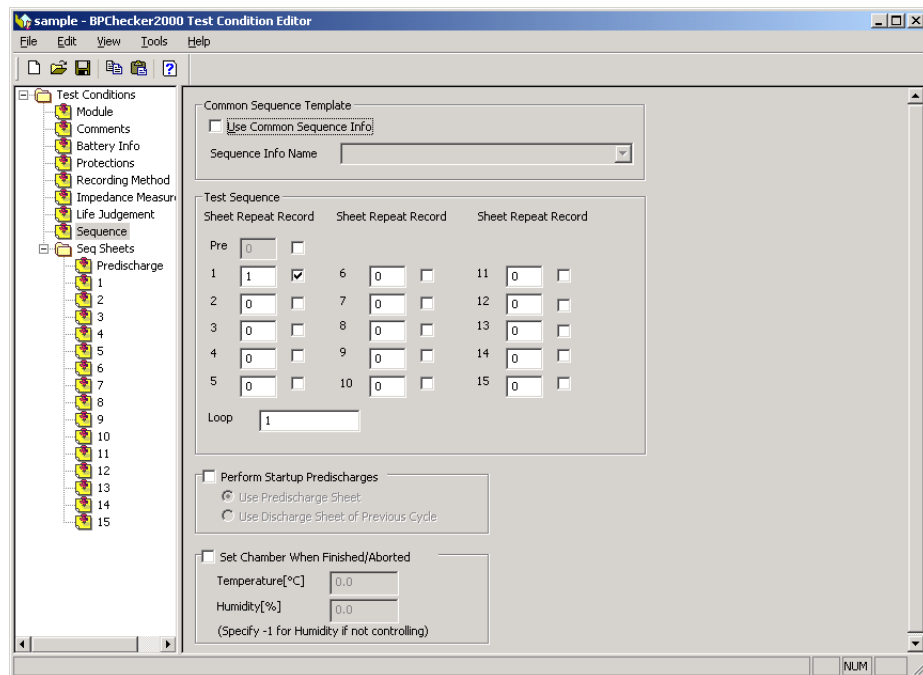 sample - BPChecker2000 Test Condition Editor
File Edit View Tools Help
Test Conditions
Module
Comments
Battery Info
Protections
Recording Method
Impedance Measur
Life Judgement
Sequence
Seq Sheets
Predischarge
1
2
3
4
5
6
7
8
9
10
11
12
13
14
15
Common Sequence Template
Use Common Sequence Info
Sequence Info Name
Test Sequence
Sheet Repeat Record Sheet Repeat Record Sheet Repeat Record
Pre 0
1 1 6 0 11 0
2 0 7 0 12 0
3 0 8 0 13 0
4 0 9 0 14 0
5 0 10 0 15 0
Loop 1
Perform Startup Predischarges
Use Predischarge Sheet
Use Discharge Sheet of Previous Cycle
Set Chamber When Finished/Aborted
Temperature[°C] 0.0
Humidity[%] 0.0
(Specify -1 for Humidity if not controlling)
NUM